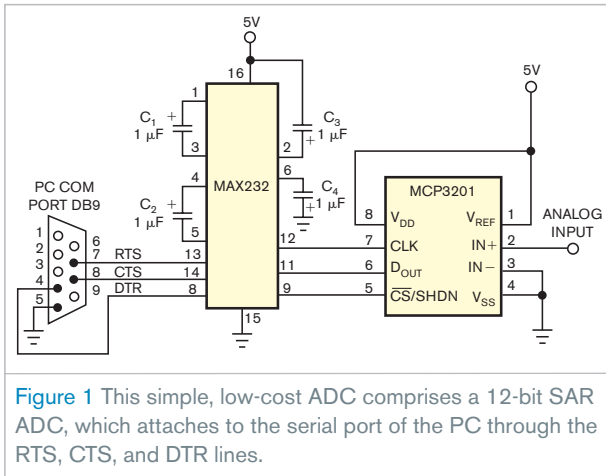 5V
16
1
C1 +
1 µF
3
C3
+ 1 µF
2
4
C2 +
1 µF
5
MAX232
6
C4
+ 1 µF
5V
PC COM
PORT DB9
1
2
3
4
5
6
7
8
9
RTS
CTS
DTR
13
14
8
12
11
9
15
MCP3201
8 VDD VREF 1
7 CLK IN+ 2
6 DOUT IN− 3
5 CS/SHDN VSS 4
ANALOG
INPUT
Figure 1 This simple, low-cost ADC comprises a 12-bit SAR
ADC, which attaches to the serial port of the PC through the
RTS, CTS, and DTR lines.